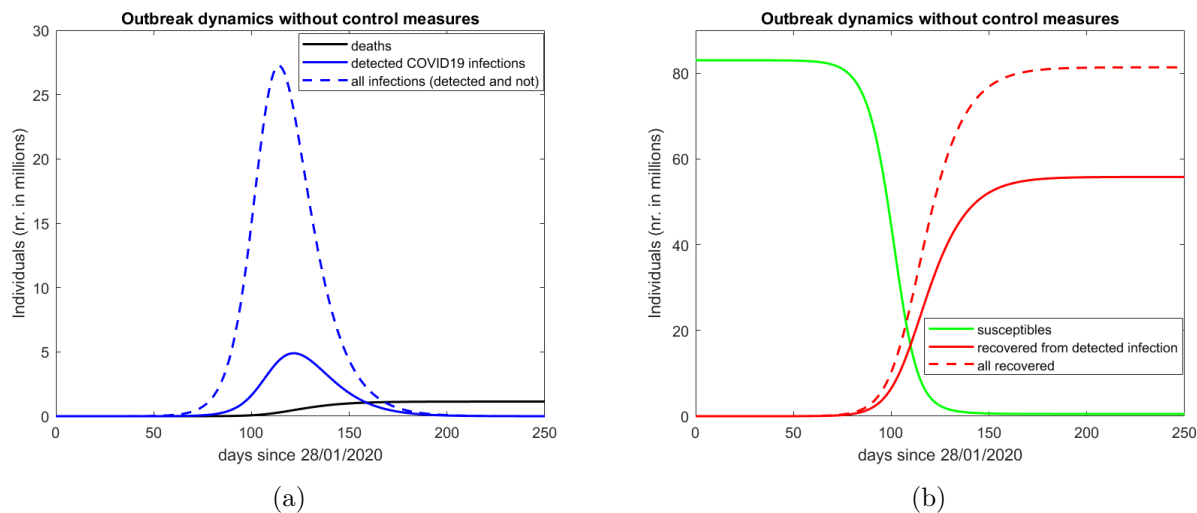 Outbreak dynamics without control measures
30
25
20
15
10
5
0
Individuals (nr. in millions)
deaths
detected COVID19 infections
all infections (detected and not)
0 50 100 150 200 250
days since 28/01/2020
(a)
Outbreak dynamics without control measures
80
60
40
20
0
Individuals (nr. in millions)
susceptibles
recovered from detected infection
all recovered
0 50 100 150 200 250
days since 28/01/2020
(b)